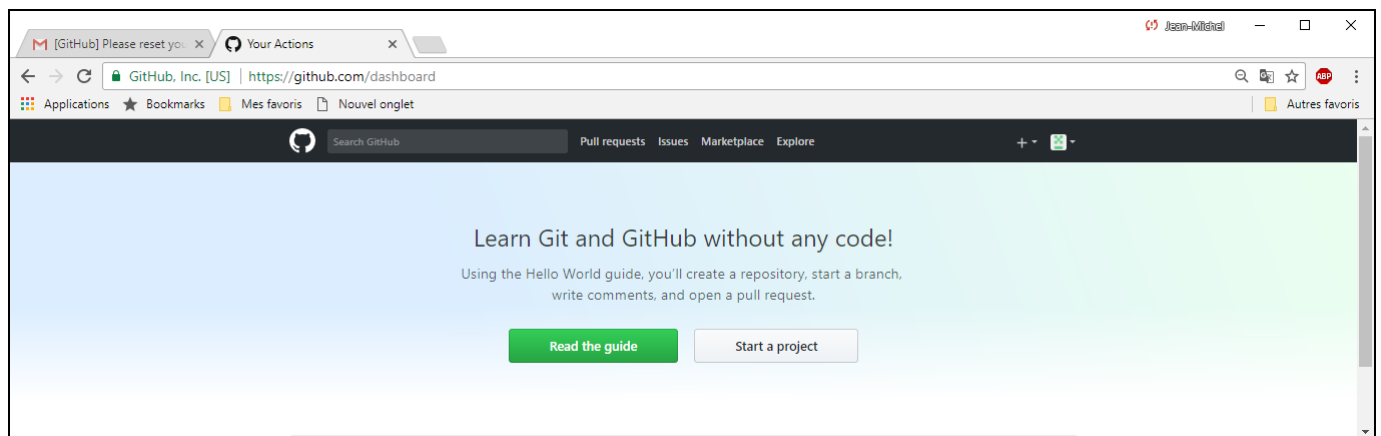 Jean-Michel
[GitHub] Please reset you
Your Actions
GitHub, Inc. [US] | https://github.com/dashboard
ABP
Applications Bookmarks Mes favoris Nouvel onglet Autres favoris
Search GitHub Pull requests Issues Marketplace Explore
Learn Git and GitHub without any code!
Using the Hello World guide, you'll create a repository, start a branch,
write comments, and open a pull request.
Read the guide Start a project